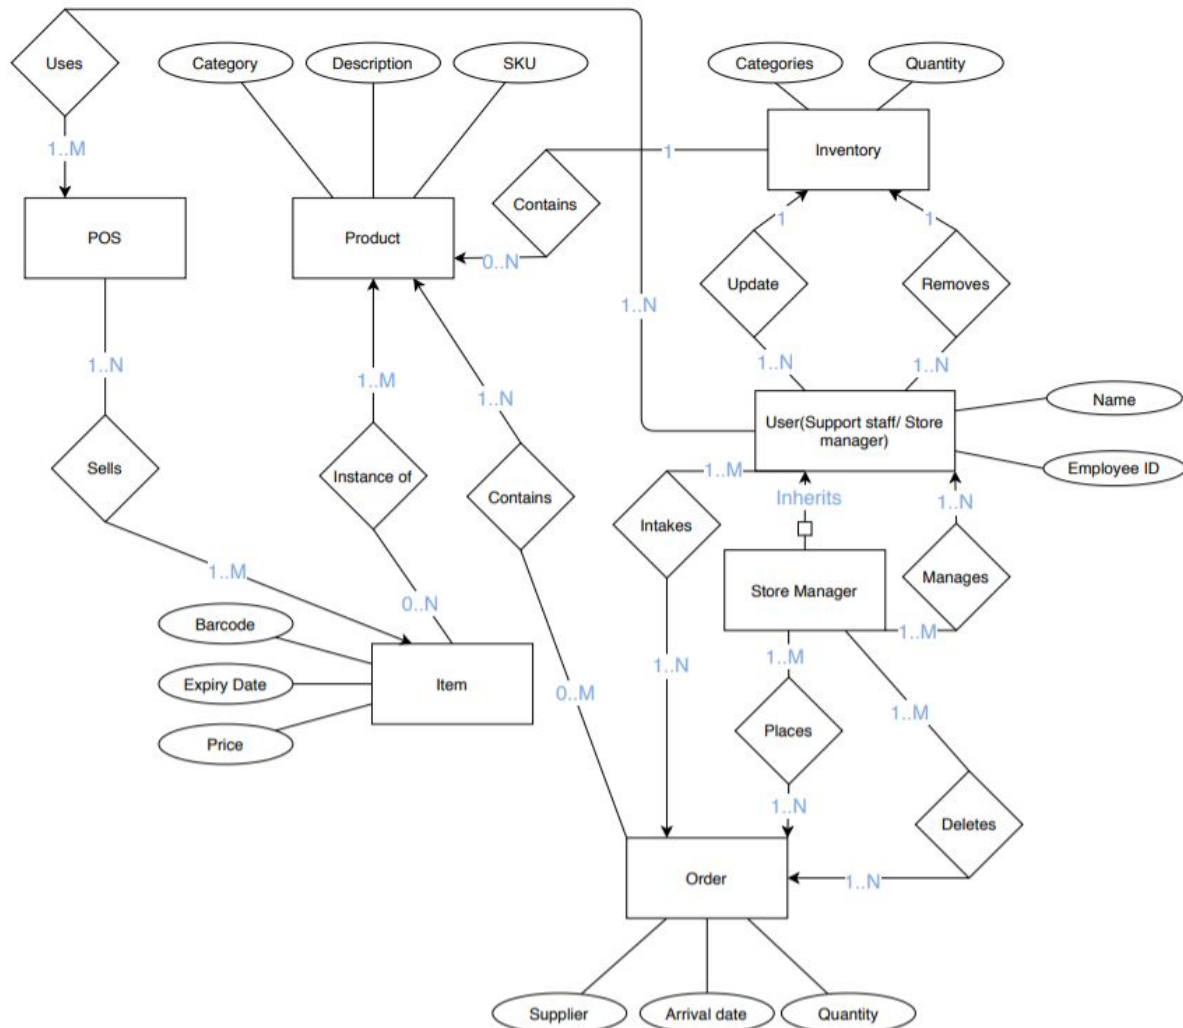 Uses
Category
Description
SKU
Categories
Quantity
1..M
1
Inventory
Contains
POS
Product
0..N
1
1
Update
Removes
1..N
1..N
1..M
1..N
1..N
1..N
Name
User(Support staff/ Store
manager)
Sells
Instance of
Contains
1..M
Employee ID
Inherits
1..N
Intakes
1..M
Store Manager
Manages
0..N
Barcode
1..M
1..M
1..N
Expiry Date
Item
0..M
1..M
Price
Places
1..N
Deletes
Order
1..N
Supplier
Arrival date
Quantity